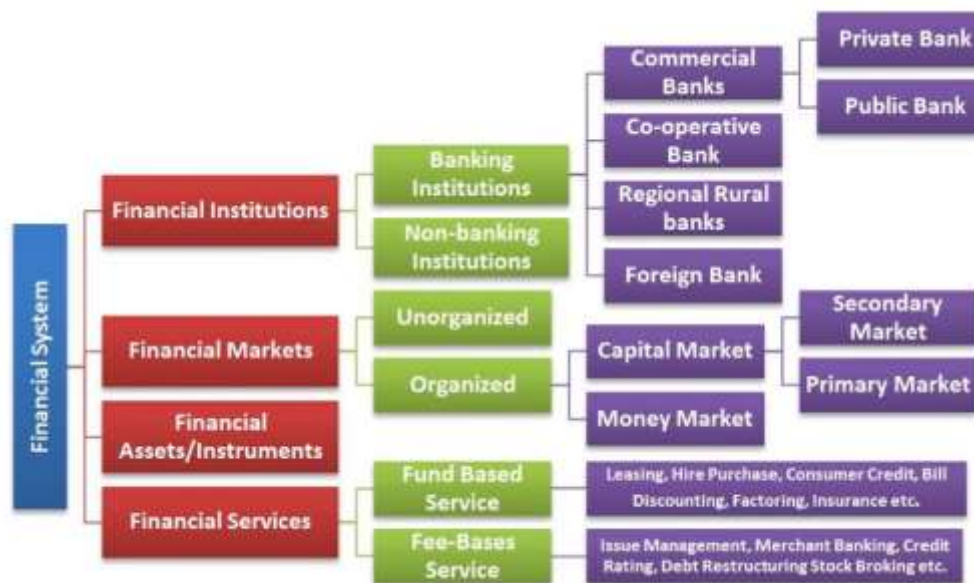 Financial System
Financial Institutions
Banking
Institutions
Commercial
Banks
Private Bank
Public Bank
Co-operative
Bank
Regional Rural
banks
Foreign Bank
Non-banking
Institutions
Financial Markets
Unorganized
Organized
Capital Market
Secondary
Market
Primary Market
Money Market
Financial
Assets/Instruments
Financial Services
Fund Based
Service
Leasing, Hire Purchase, Consumer Credit, Bill
Discounting, Factoring, Insurance etc.
Fee-Bases
Service
Issue Management, Merchant Banking, Credit
Rating, Debt Restructuring Stock Broking etc.